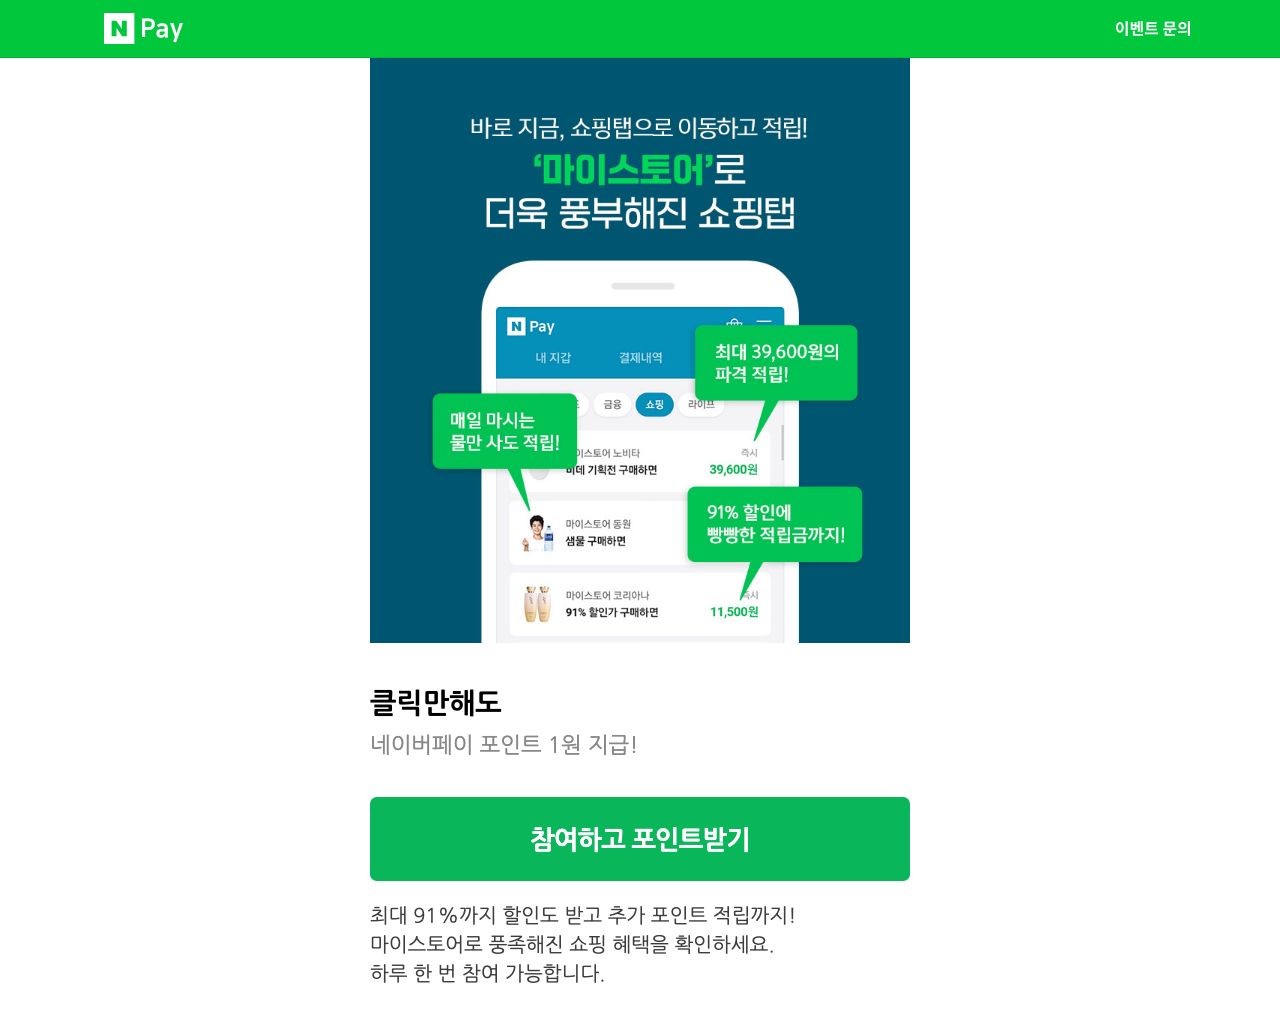 N Pay
이벤트 문의
바로 지금, 쇼핑탭으로 이동하고 적립!
‘마이스토어’로
더욱 풍부해진 쇼핑탭
N Pay
내 지갑
결제내역
최대 39,600원의
파격 적립!
금융
쇼핑
라이프
매일 마시는
물만 사도 적립!
마이스토어 노비타
즉시
비데 기획전 구매하면
39,600원
91% 할인에
빵빵한 적립금까지!
마이스토어 동원
샘물 구매하면
마이스토어 코리아나
즉시
91% 할인가 구매하면
11,500원
클릭만해도
네이버페이 포인트 1원 지급!
참여하고 포인트받기
최대 91%까지 할인도 받고 추가 포인트 적립까지!
마이스토어로 풍족해진 쇼핑 혜택을 확인하세요.
하루 한 번 참여 가능합니다.